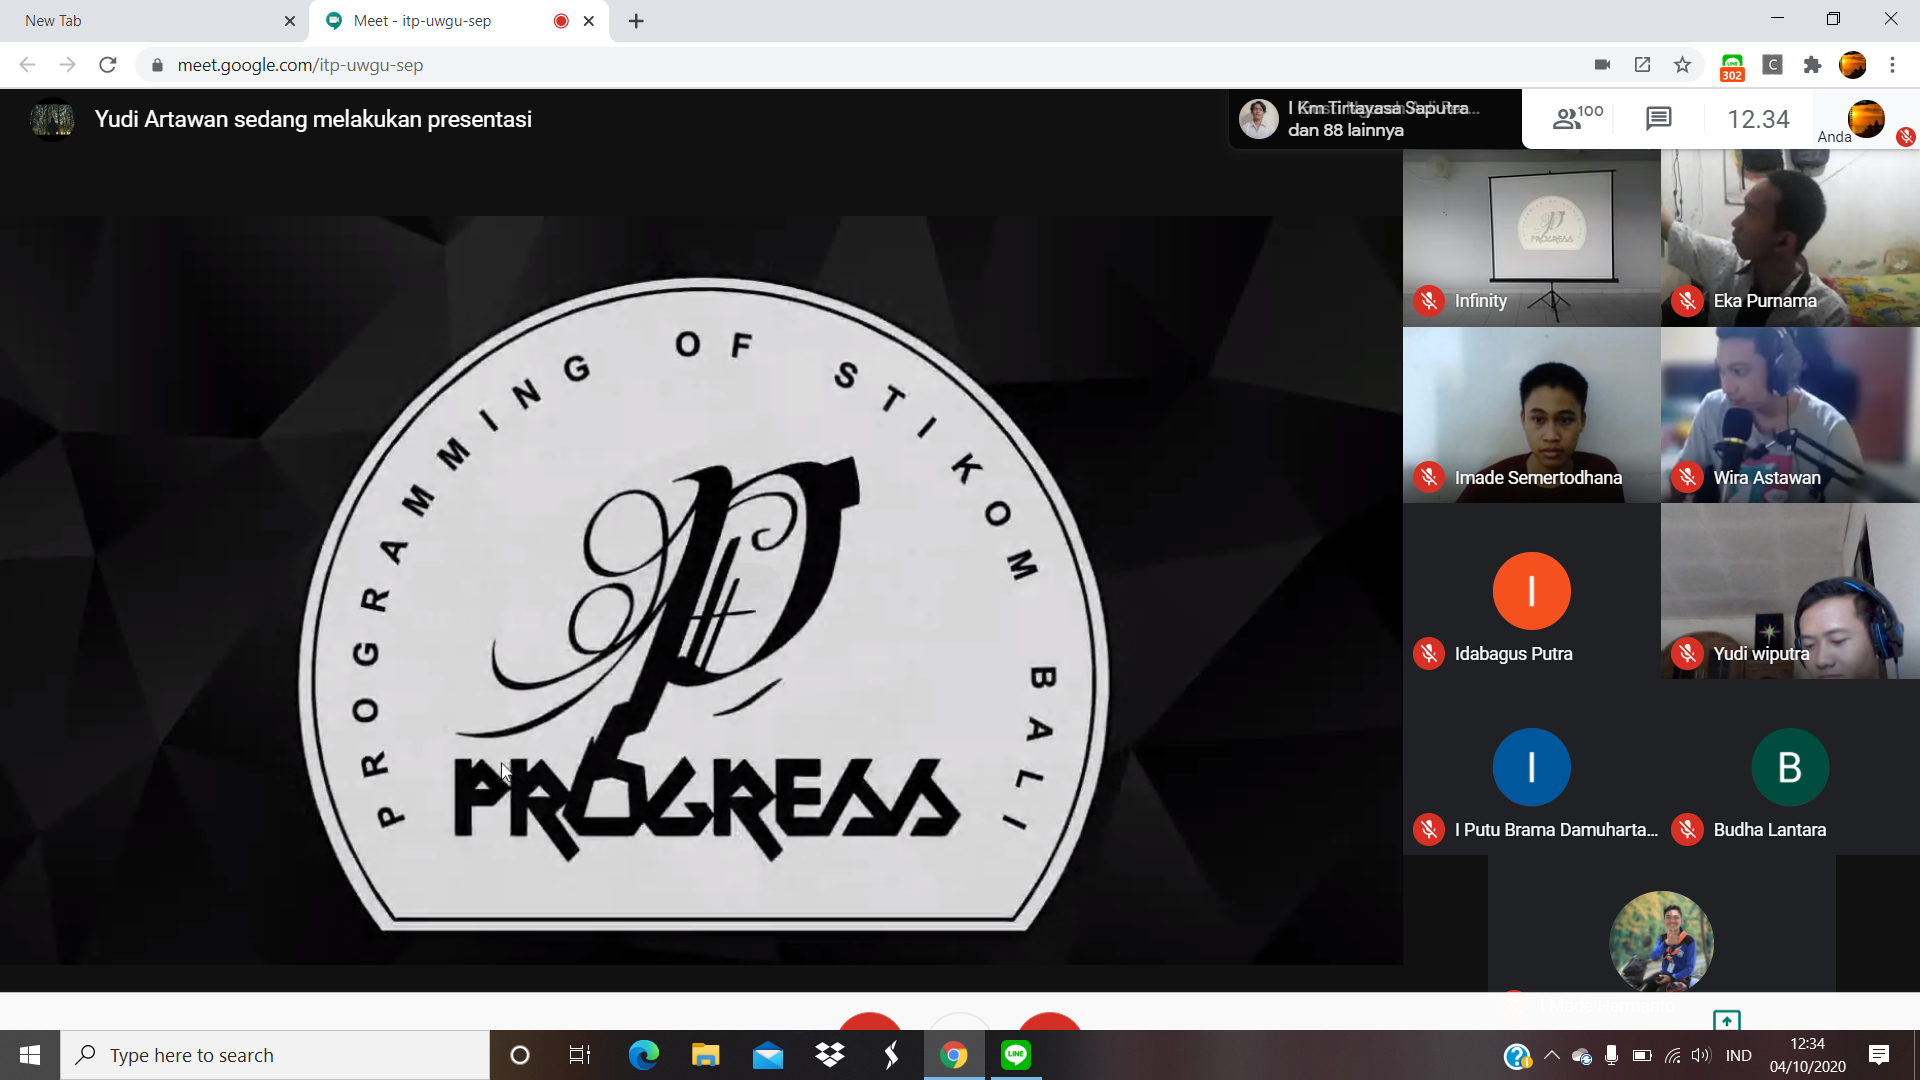 New Tab
Meet - itp-uwgu-sep
meet.google.com/itp-uwgu-sep
302
C
Yudi Artawan sedang melakukan presentasi
I Km Tirtayasa Saputra
dan 88 lainnya
100
12.34
Anda
PROGRAMMING OF STIKOM BALI
PROGRESS
Infinity
Eka Purnama
Imade Semertodhana
Wira Astawan
I
Idabagus Putra
Yudi wiputra
I
B
I Putu Brama Damuharta...
Budha Lantara
I Made Hermanto
Type here to search
LINE
IND
12:34
04/10/2020